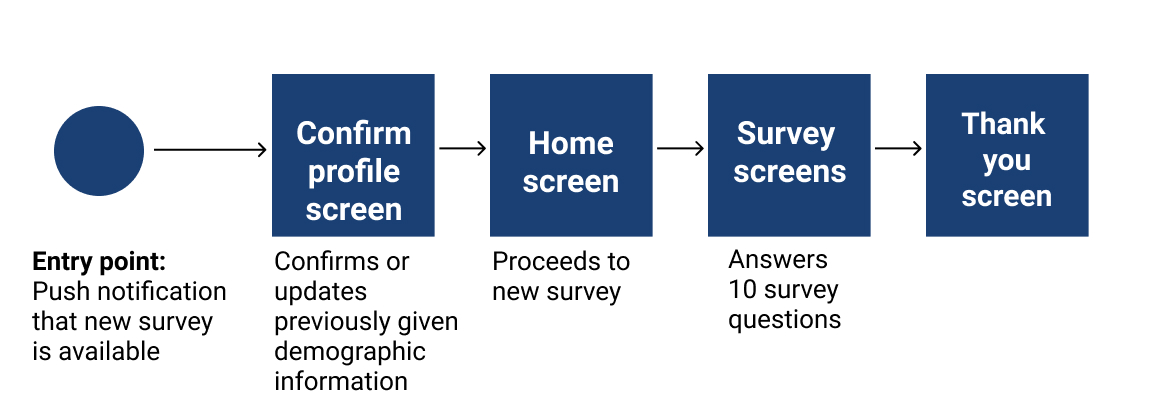 Confirm
profile
screen
Home
screen
Survey
screens
Thank
you
screen
Entry point:
Push notification
that new survey
is available
Confirms or
updates
previously given
demographic
information
Proceeds to
new survey
Answers
10 survey
questions